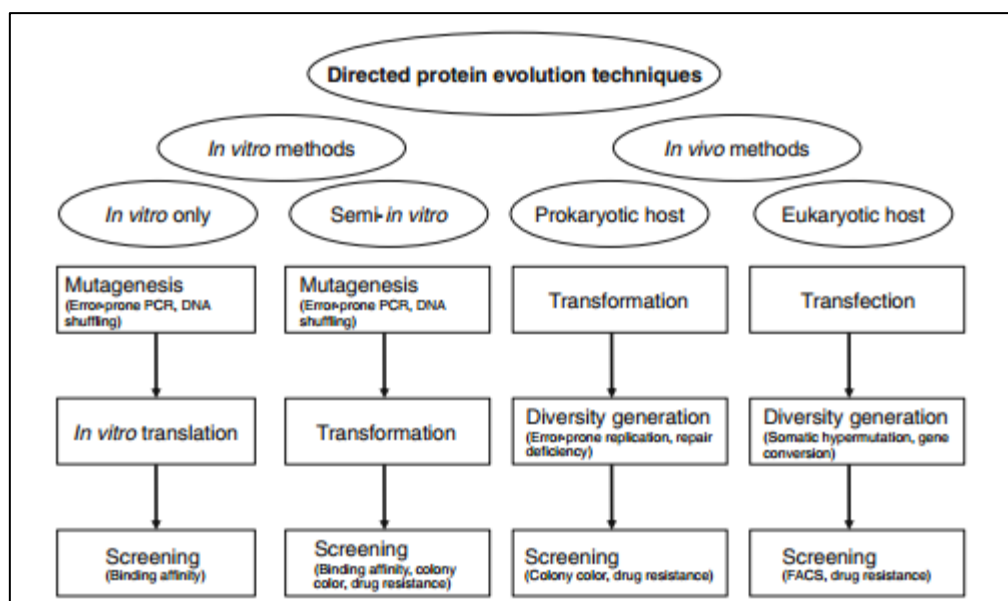 Directed protein evolution techniques
In vitro methods
In vivo methods
In vitro only
Semi-in vitro
Prokaryotic host
Eukaryotic host
Mutagenesis
(Error-prone PCR, DNA
shuffling)
Mutagenesis
(Error-prone PCR, DNA
shuffling)
Transformation
Transfection
In vitro translation
Transformation
Diversity generation
(Error-prone replication, repair
deficiency)
Diversity generation
(Somatic hypermutation, gene
conversion)
Screening
(Binding affinity)
Screening
(Binding affinity, colony
color, drug resistance)
Screening
(Colony color, drug resistance)
Screening
(FACS, drug resistance)